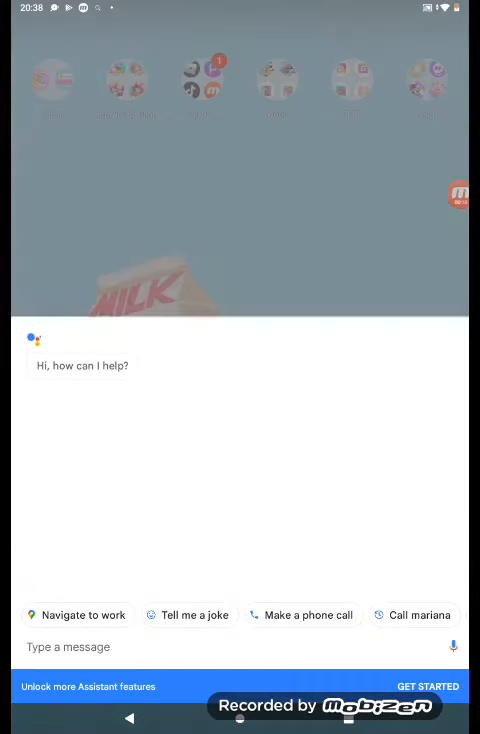 20:38
1
MILK
Hi, how can I help?
Navigate to work
Tell me a joke
Make a phone call
Call mariana
Type a message
Unlock more Assistant features
GET STARTED
Recorded by mobizen